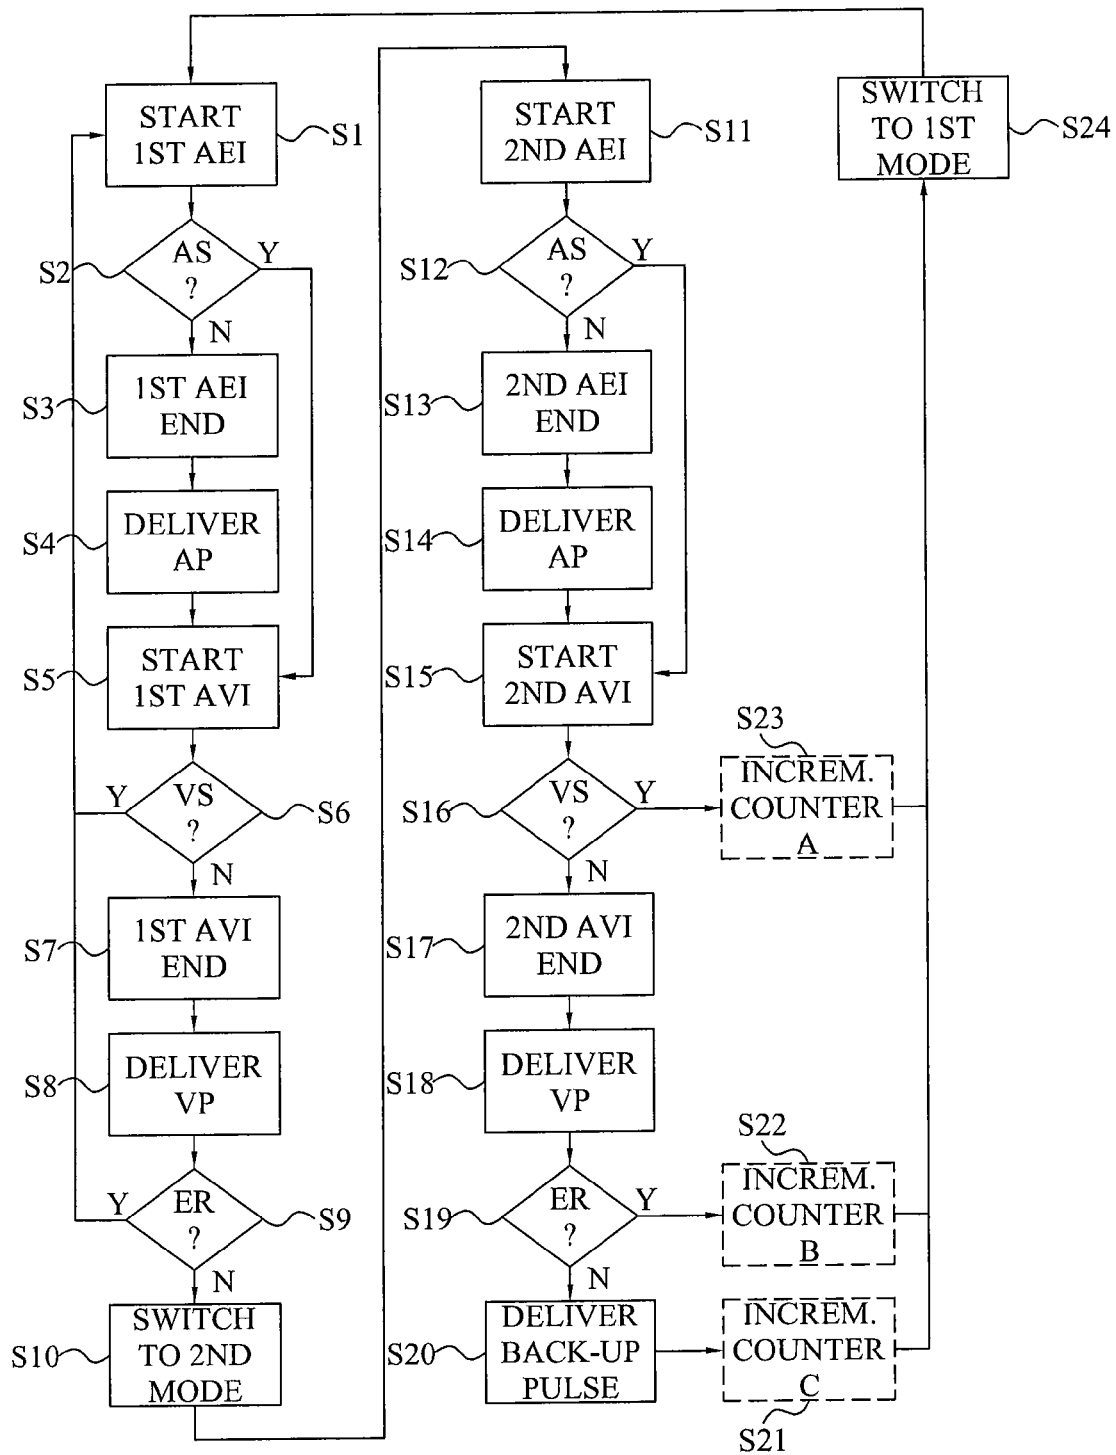 START
1ST AEI
S1
AS
?
Y
N
S2
1ST AEI
END
S3
DELIVER
AP
S4
START
1ST AVI
S5
VS
?
Y
N
S6
1ST AVI
END
S7
DELIVER
VP
S8
ER
?
Y
N
S9
SWITCH
TO 2ND
MODE
S10
START
2ND AEI
S11
AS
?
Y
N
S12
2ND AEI
END
S13
DELIVER
AP
S14
START
2ND AVI
S15
VS
?
Y
N
S16
2ND AVI
END
S17
DELIVER
VP
S18
ER
?
Y
N
S19
DELIVER
BACK-UP
PULSE
S20
INCREM.
COUNTER
C
S21
S22
INCREM.
COUNTER
B
S23
INCREM.
COUNTER
A
SWITCH
TO 1ST
MODE
S24